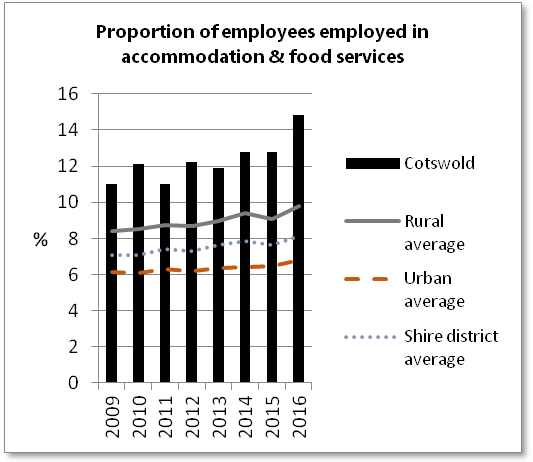 Proportion of employees employed in
accommodation & food services
16
14
12
10
8
6
4
2
0
%
2009
2010
2011
2012
2013
2014
2015
2016
Cotswold
Rural
average
Urban
average
Shire district
average